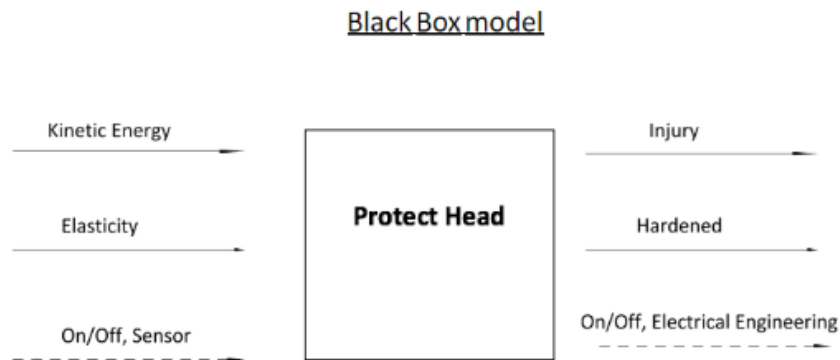 Black Box model
Kinetic Energy
Injury
Elasticity
Protect Head
Hardened
On/Off, Sensor
On/Off, Electrical Engineering